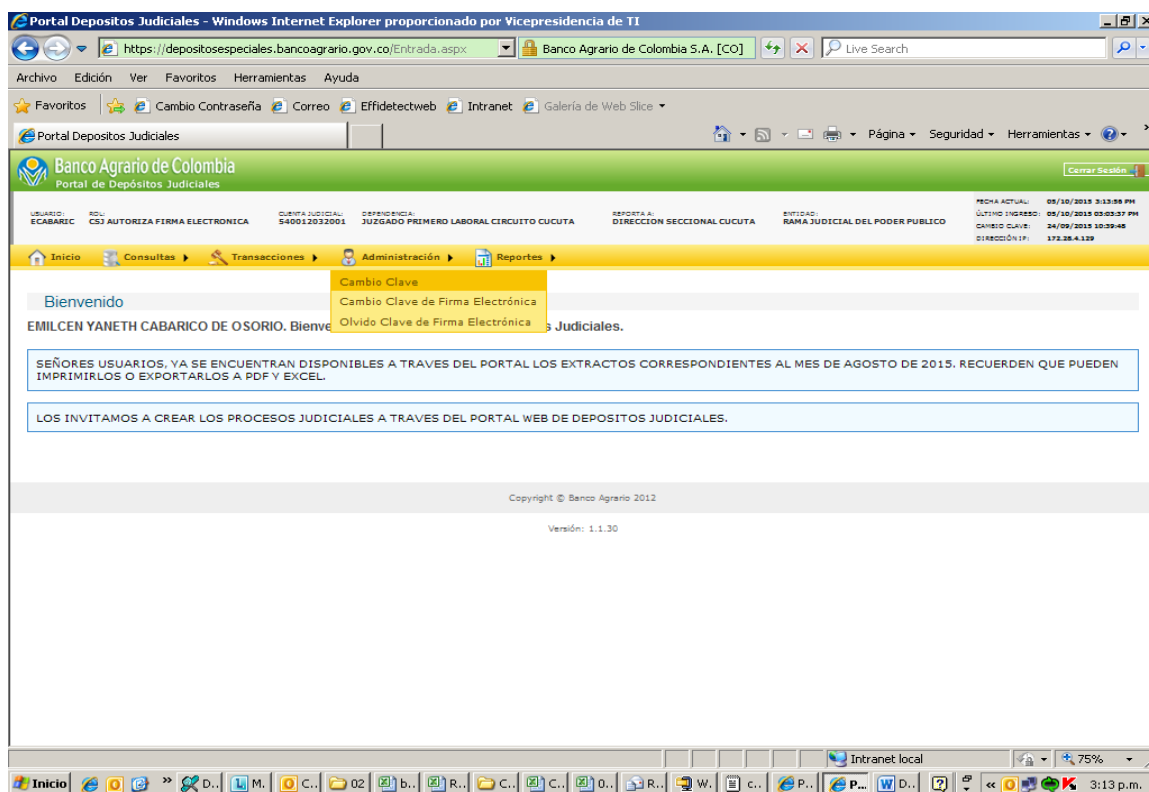 Portal Depositos Judiciales - Windows Internet Explorer proporcionado por Vicepresidencia de TI
https://depositosespeciales.bancoagrario.gov.co/Entrada.aspx Banco Agrario de Colombia S.A. [CO] Live Search
Archivo Edición Ver Favoritos Herramientas Ayuda
Favoritos Cambio Contraseña Correo Effidetectweb Intranet Galería de Web Slice
Portal Depositos Judiciales Página Seguridad Herramientas
Banco Agrario de Colombia
Portal de Depósitos Judiciales
Cerrar Sesión
USUARIO: ROL: CUENTA JUDICIAL: DEPENDENCIA: REPORTA A: ENTIDAD:
ECABARIC CSJ AUTORIZA FIRMA ELECTRONICA 540012032001 JUZGADO PRIMERO LABORAL CIRCUITO CUCUTA DIRECCION SECCIONAL CUCUTA RAMA JUDICIAL DEL PODER PUBLICO
FECHA ACTUAL: 05/10/2015 3:13:58 PM
ÚLTIMO INGRESO: 05/10/2015 03:03:37 PM
CAMBIO CLAVE: 24/09/2015 10:39:45
DIRECCIÓN IP: 172.28.4.129
Inicio Consultas Transacciones Administración Reportes
Cambio Clave
Cambio Clave de Firma Electrónica
Olvido Clave de Firma Electrónica
Bienvenido
EMILCEN YANETH CABARICO DE OSORIO. Bienve s Judiciales.
SEÑORES USUARIOS, YA SE ENCUENTRAN DISPONIBLES A TRAVES DEL PORTAL LOS EXTRACTOS CORRESPONDIENTES AL MES DE AGOSTO DE 2015. RECUERDEN QUE PUEDEN
IMPRIMIRLOS O EXPORTARLOS A PDF Y EXCEL.
LOS INVITAMOS A CREAR LOS PROCESOS JUDICIALES A TRAVES DEL PORTAL WEB DE DEPOSITOS JUDICIALES.
Copyright © Banco Agrario 2012
Versión: 1.1.30
Intranet local 75%
Inicio D.. M. C.. 02 b.. R.. C.. C.. 0.. R.. W. c.. P.. P... D.. 3:13 p.m.